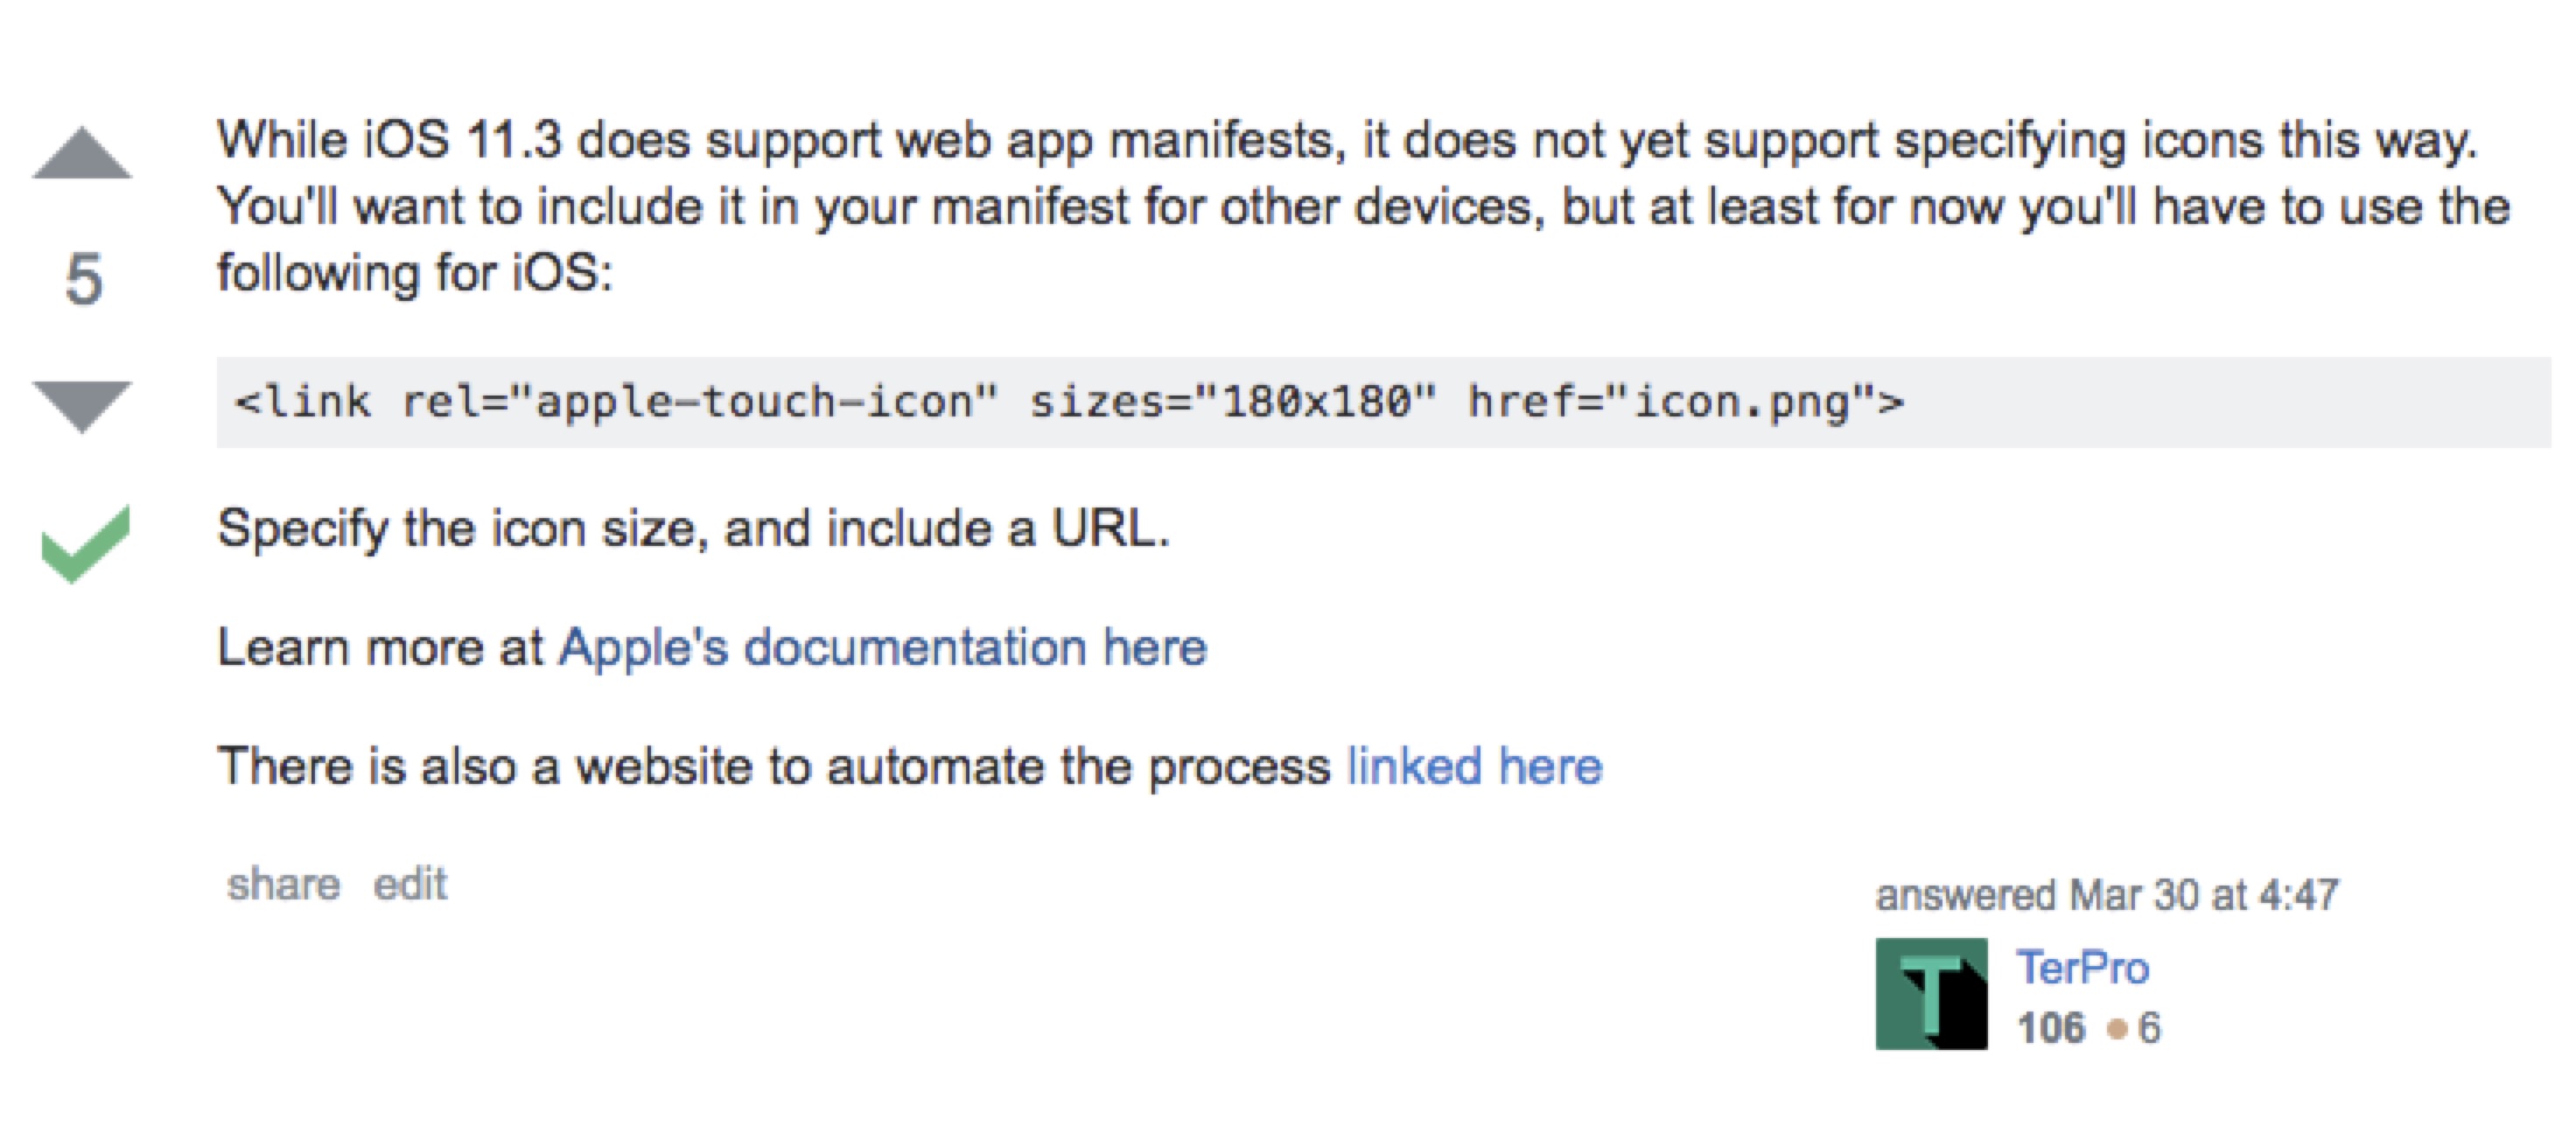 While iOS 11.3 does support web app manifests, it does not yet support specifying icons this way.
You'll want to include it in your manifest for other devices, but at least for now you'll have to use the
following for iOS:
5
<link rel="apple-touch-icon" sizes="180x180" href="icon.png">
Specify the icon size, and include a URL.
Learn more at Apple's documentation here
There is also a website to automate the process linked here
share edit
answered Mar 30 at 4:47
T
TerPro
106 ● 6